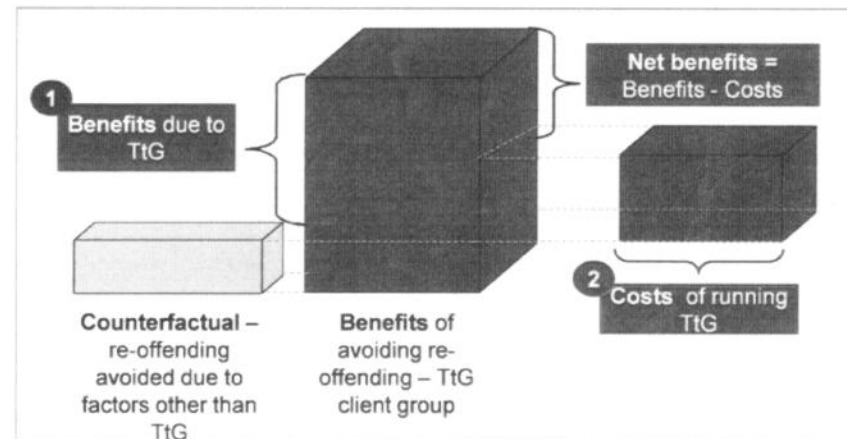 1
Benefits due to
TtG
Net benefits =
Benefits - Costs
2
Costs of running
TtG
Counterfactual –
re-offending
avoided due to
factors other than
TtG
Benefits of
avoiding re-
offending – TtG
client group